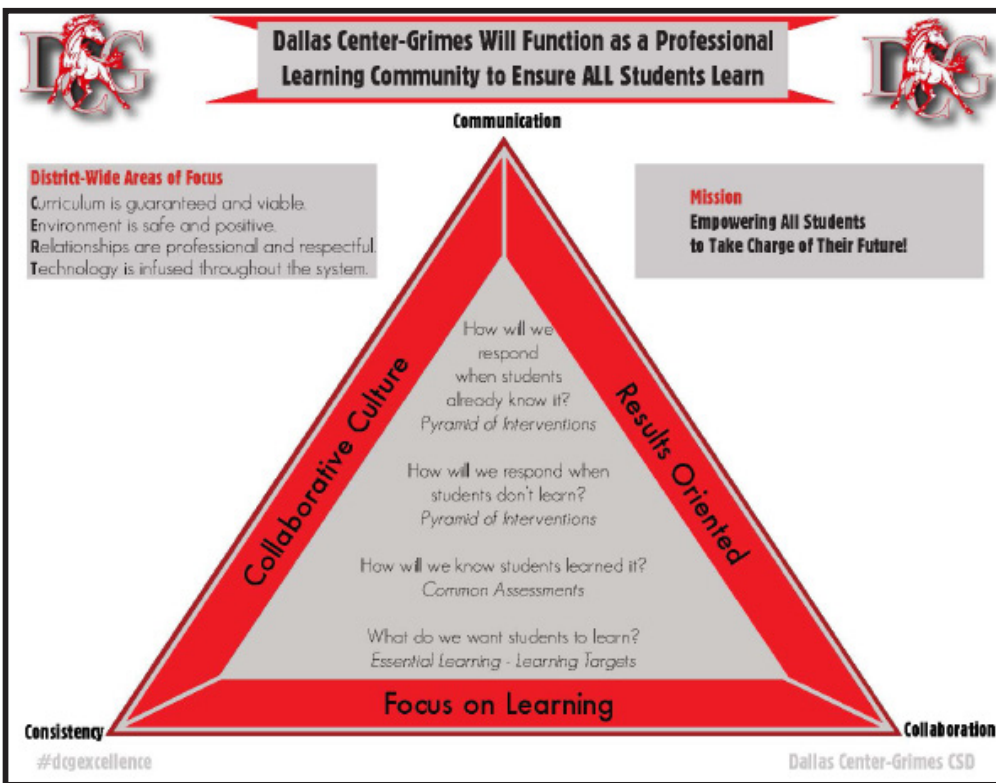 DCG
Dallas Center-Grimes Will Function as a Professional
Learning Community to Ensure ALL Students Learn
DCG
Communication
District-Wide Areas of Focus
Curriculum is guaranteed and viable.
Environment is safe and positive.
Relationships are professional and respectful.
Technology is infused throughout the system.
Mission
Empowering All Students
to Take Charge of Their Future!
Collaborative Culture
Results Oriented
How will we
respond
when students
already know it?
Pyramid of Interventions
How will we respond when
students don't learn?
Pyramid of Interventions
How will we know students learned it?
Common Assessments
What do we want students to learn?
Essential Learning - Learning Targets
Focus on Learning
Consistency
Collaboration
#dcgexcellence
Dallas Center-Grimes CSD